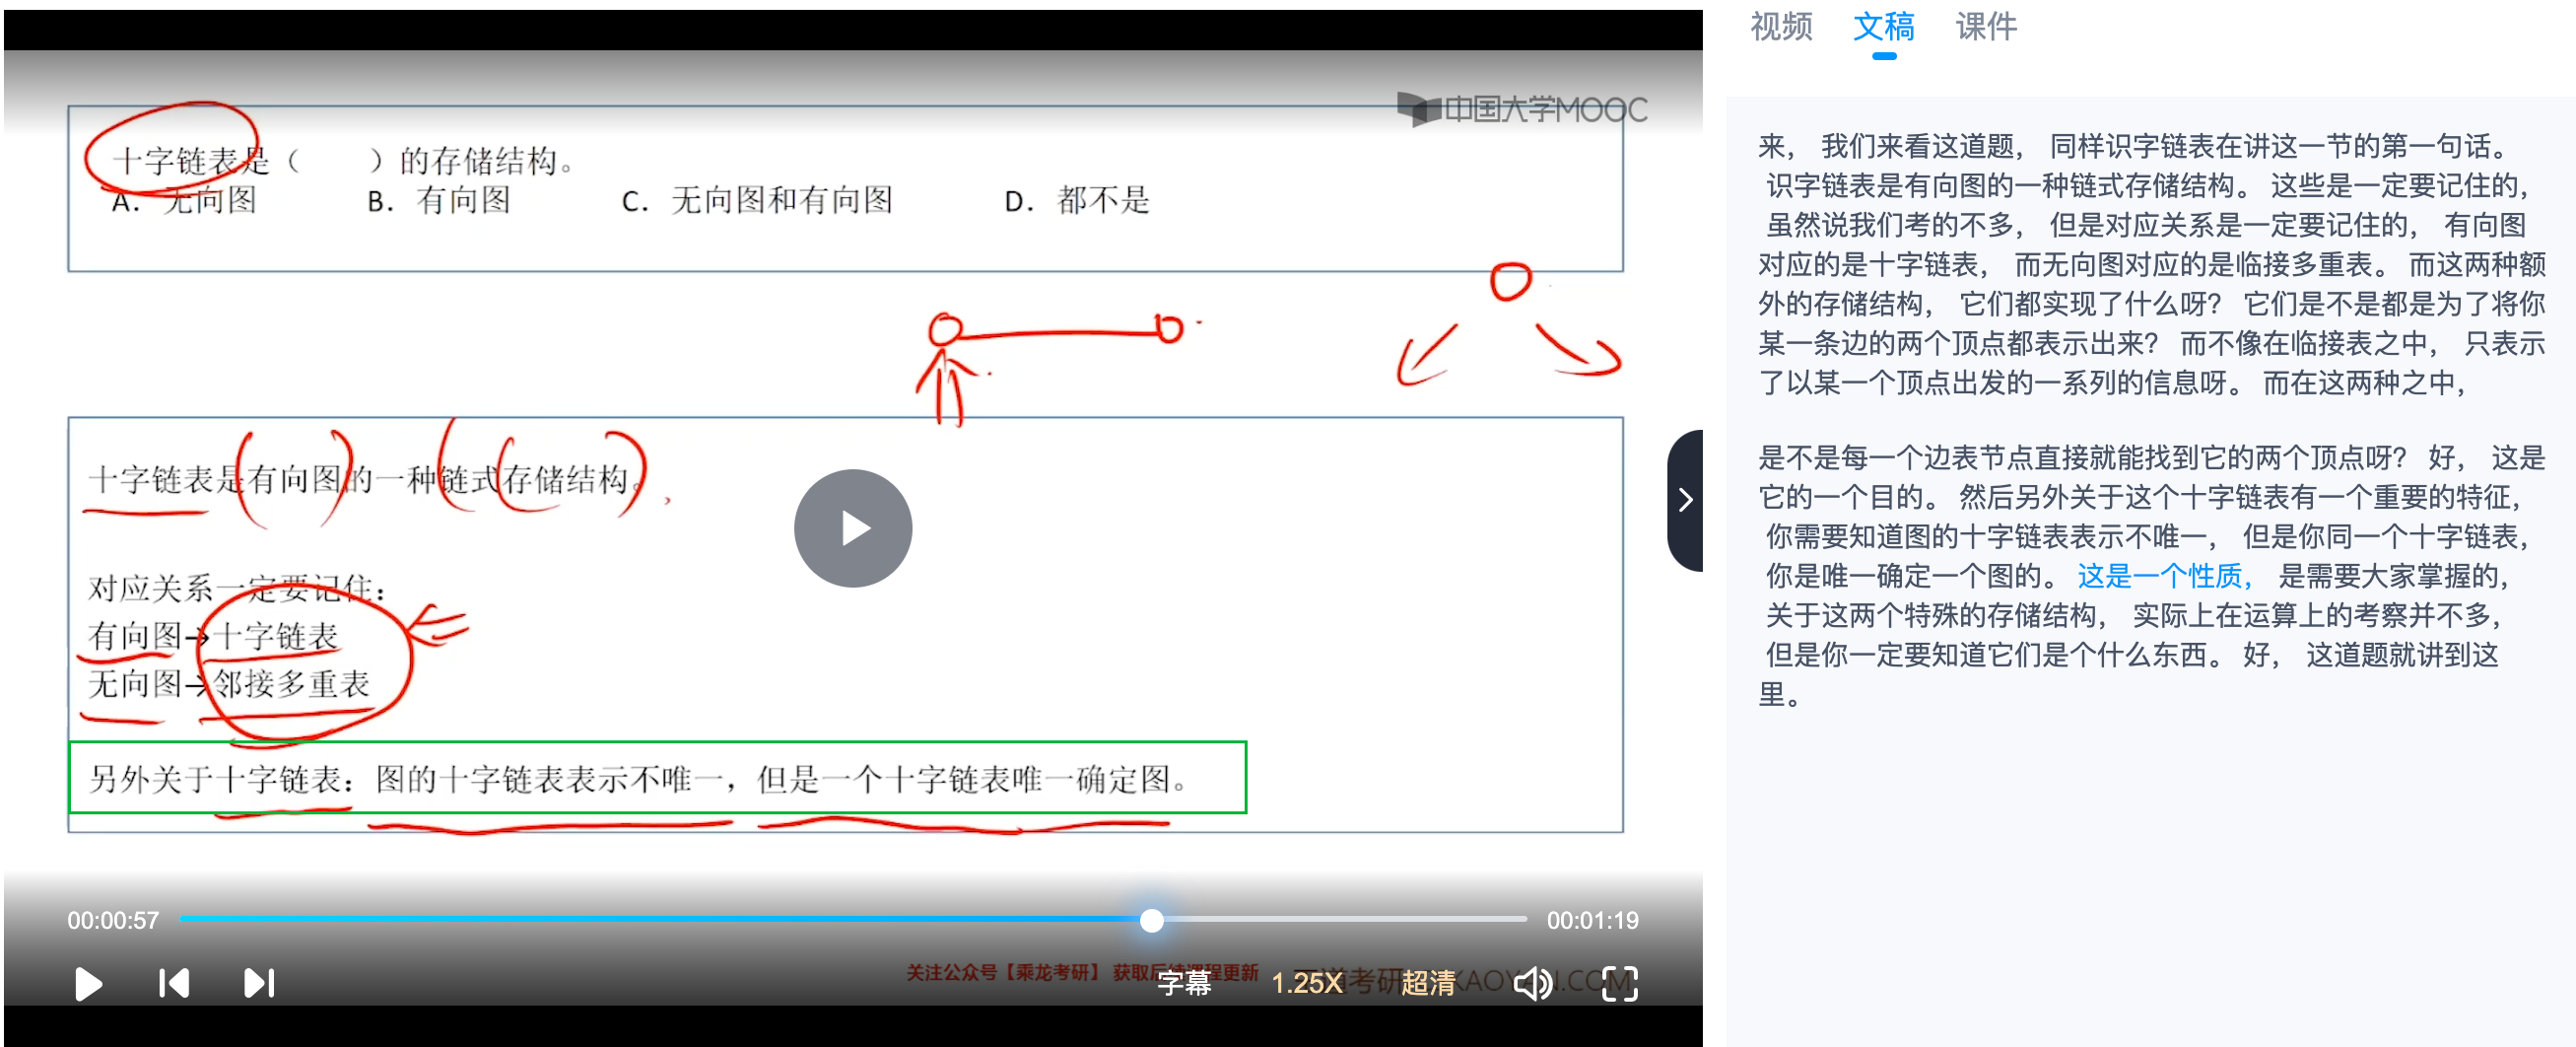 视频 文稿 课件
中国大学MOOC
十字链表是（ ）的存储结构。
A. 无向图 B. 有向图 C. 无向图和有向图 D. 都不是
十字链表是有向图的一种链式存储结构。
对应关系一定要记住：
有向图→十字链表
无向图→邻接多重表
另外关于十字链表：图的十字链表表示不唯一，但是一个十字链表唯一确定图。
00:00:57 00:01:19
关注公众号【乘龙考研】 获取后续课程更新
字幕 1.25X 超清
来， 我们来看这道题， 同样识字链表在讲这一节的第一句话。
识字链表是有向图的一种链式存储结构。 这些是一定要记住的，
虽然说我们考的不多， 但是对应关系是一定要记住的， 有向图
对应的是十字链表， 而无向图对应的是临接多重表。 而这两种额
外的存储结构， 它们都实现了什么呀？ 它们是不是都是为了将你
某一条边的两个顶点都表示出来？ 而不像在临接表之中， 只表示
了以某一个顶点出发的一系列的信息呀。 而在这两种之中，
是不是每一个边表节点直接就能找到它的两个顶点呀？ 好， 这是
它的一个目的。 然后另外关于这个十字链表有一个重要的特征，
你需要知道图的十字链表表示不唯一， 但是你同一个十字链表，
你是唯一确定一个图的。 这是一个性质， 是需要大家掌握的，
关于这两个特殊的存储结构， 实际上在运算上的考察并不多，
但是你一定要知道它们是个什么东西。 好， 这道题就讲到这
里。